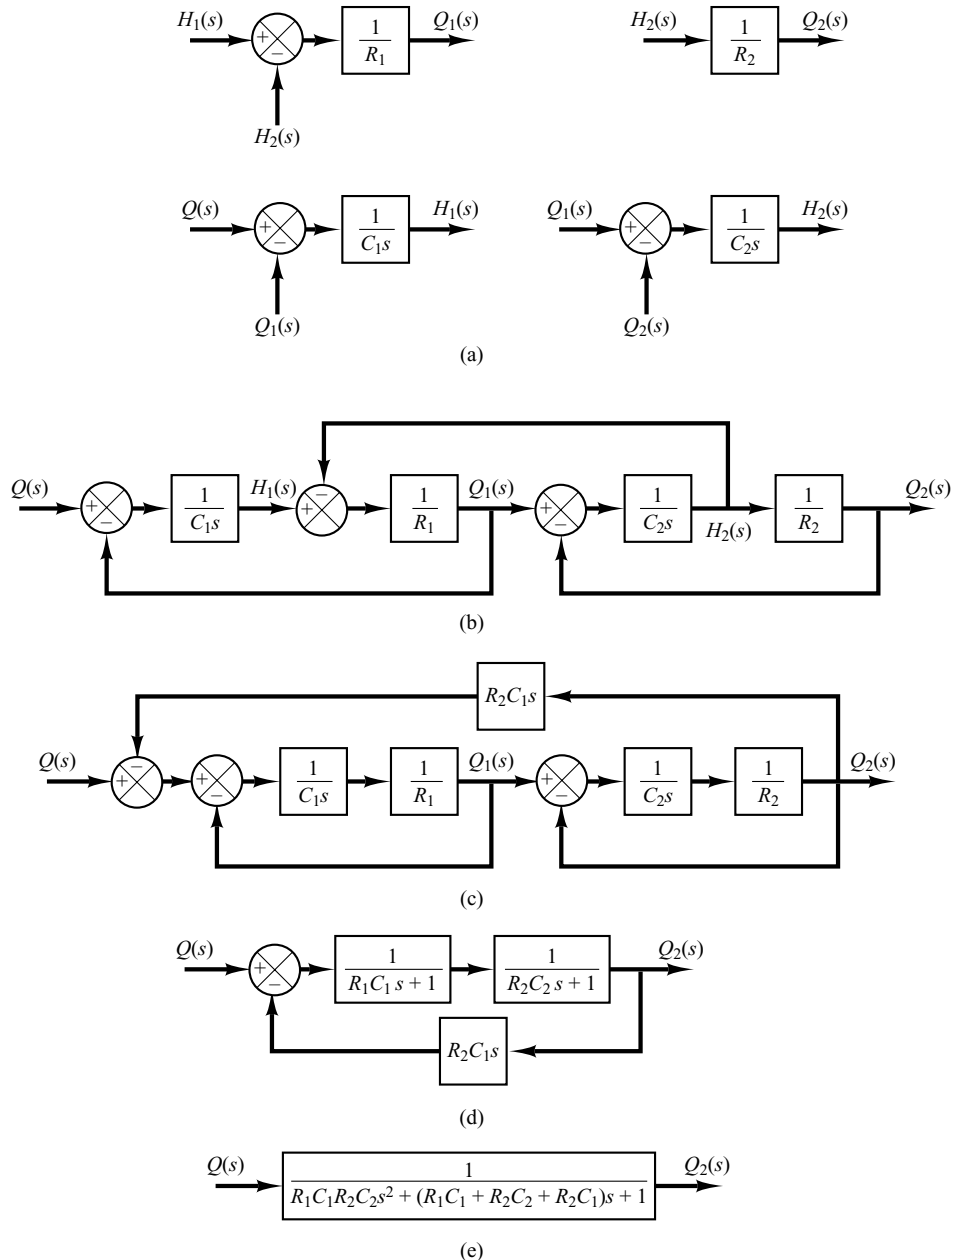 H₁(s) + − 1/R₁ Q₁(s)
H₂(s)
H₂(s) 1/R₂ Q₂(s)
Q(s) + − 1/C₁s H₁(s)
Q₁(s)
Q₁(s) + − 1/C₂s H₂(s)
Q₂(s)
(a)
Q(s) + − 1/C₁s H₁(s) + − 1/R₁ Q₁(s) + − 1/C₂s H₂(s) 1/R₂ Q₂(s)
(b)
R₂C₁s
Q(s) + − + − 1/C₁s 1/R₁ Q₁(s) + − 1/C₂s 1/R₂ Q₂(s)
(c)
Q(s) + − 1/(R₁C₁s + 1) 1/(R₂C₂s + 1) Q₂(s)
R₂C₁s
(d)
Q(s) 1/(R₁C₁R₂C₂s² + (R₁C₁ + R₂C₂ + R₂C₁)s + 1) Q₂(s)
(e)